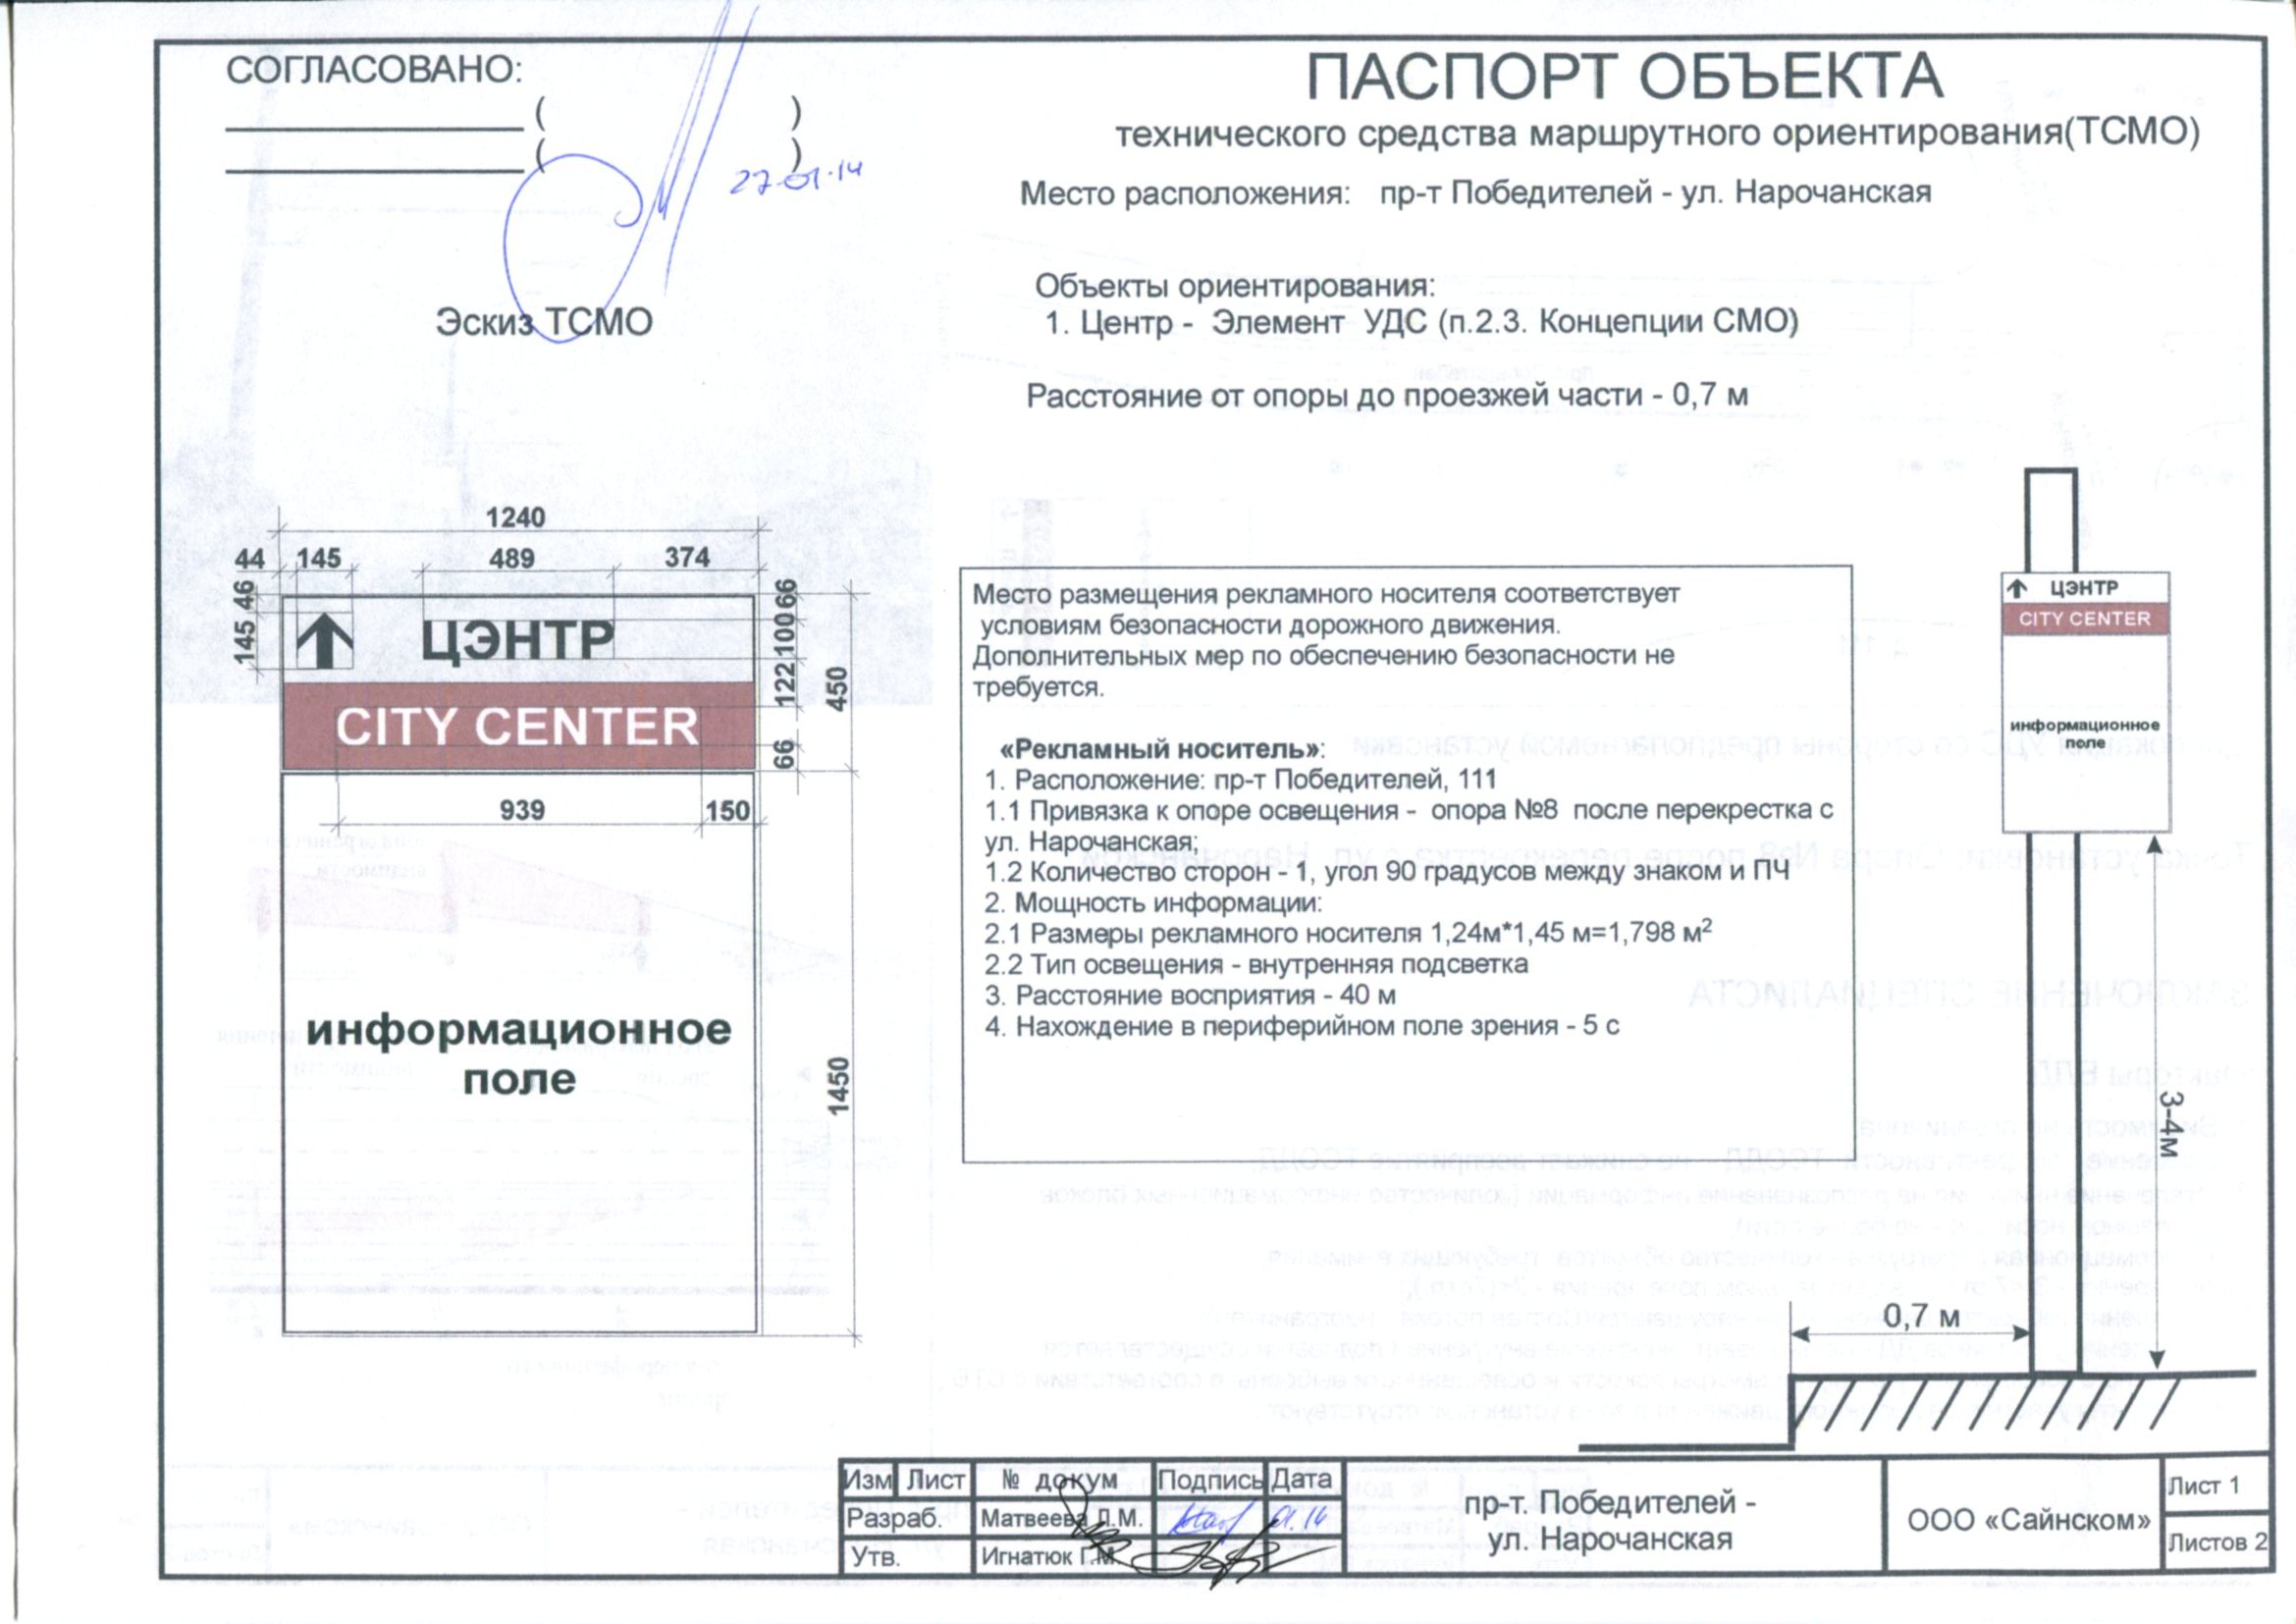 СОГЛАСОВАНО:
( )
( )
27.01.14
ПАСПОРТ ОБЪЕКТА
технического средства маршрутного ориентирования(ТСМО)
Место расположения: пр-т Победителей - ул. Нарочанская
Объекты ориентирования:
1. Центр - Элемент УДС (п.2.3. Концепции СМО)
Расстояние от опоры до проезжей части - 0,7 м
Эскиз ТСМО
1240
44 145 489 374
46
145
66
100
122
66
450
ЦЭНТР
CITY CENTER
939 150
информационное
поле
1450
Место размещения рекламного носителя соответствует
условиям безопасности дорожного движения.
Дополнительных мер по обеспечению безопасности не
требуется.
«Рекламный носитель»:
1. Расположение: пр-т Победителей, 111
1.1 Привязка к опоре освещения - опора №8 после перекрестка с
ул. Нарочанская;
1.2 Количество сторон - 1, угол 90 градусов между знаком и ПЧ
2. Мощность информации:
2.1 Размеры рекламного носителя 1,24м*1,45 м=1,798 м²
2.2 Тип освещения - внутренняя подсветка
3. Расстояние восприятия - 40 м
4. Нахождение в периферийном поле зрения - 5 с
ЦЭНТР
CITY CENTER
информационное
поле
3-4м
0,7 м
Изм Лист № докум Подпись Дата
Разраб. Матвеева Л.М. 01.14
Утв. Игнатюк Г.М.
пр-т. Победителей -
ул. Нарочанская
ООО «Сайнском»
Лист 1
Листов 2